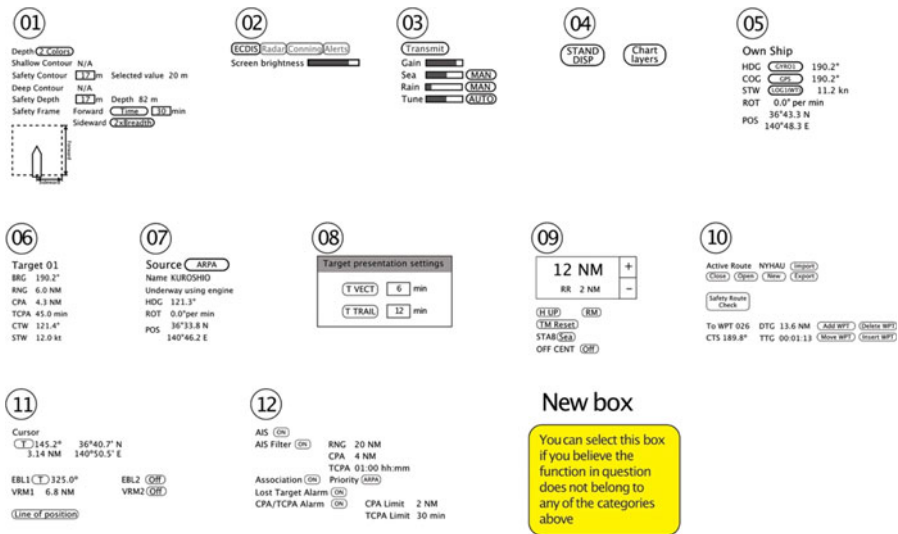 01
Depth 2 Colors
Shallow Contour N/A
Safety Contour 17 m Selected value 20 m
Deep Contour N/A
Safety Depth 17 m Depth 82 m
Safety Frame Forward Time 30 min
Sideward 2xBreadth
Forward
Sideward
02
ECDIS Radar Conning Alerts
Screen brightness
03
Transmit
Gain
Sea MAN
Rain MAN
Tune AUTO
04
STAND DISP
Chart layers
05
Own Ship
HDG GYRO1 190.2°
COG GPS 190.2°
STW LOG1(WT) 11.2 kn
ROT 0.0° per min
POS 36°43.3 N
140°48.3 E
06
Target 01
BRG 190.2°
RNG 6.0 NM
CPA 4.3 NM
TCPA 45.0 min
CTW 121.4°
STW 12.0 kt
07
Source ARPA
Name KUROSHIO
Underway using engine
HDG 121.3°
ROT 0.0°per min
POS 36°33.8 N
140°46.2 E
08
Target presentation settings
T VECT 6 min
T TRAIL 12 min
09
12 NM +
RR 2 NM −
H UP RM
TM Reset
STAB Sea
OFF CENT Off
10
Active Route NYHAU Import
Close Open New Export
Safety Route
Check
To WPT 026 DTG 13.6 NM Add WPT Delete WPT
CTS 189.8° TTG 00:01:13 Move WPT Insert WPT
11
Cursor
T 145.2° 36°40.7' N
3.14 NM 140°50.5' E
EBL1 T 325.0° EBL2 Off
VRM1 6.8 NM VRM2 Off
Line of position
12
AIS ON
AIS Filter ON RNG 20 NM
CPA 4 NM
TCPA 01:00 hh:mm
Association ON Priority ARPA
Lost Target Alarm ON
CPA/TCPA Alarm ON CPA Limit 2 NM
TCPA Limit 30 min
New box
You can select this box
if you believe the
function in question
does not belong to
any of the categories
above